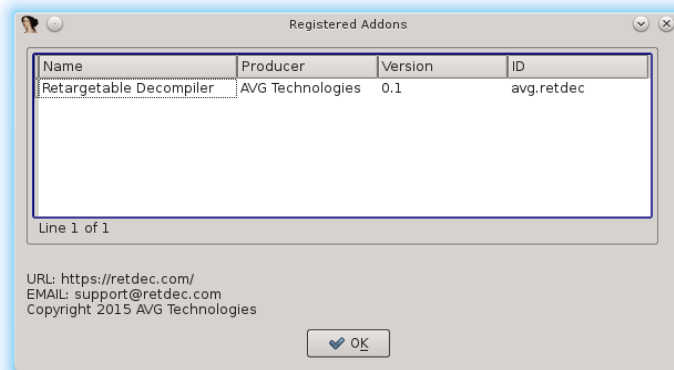 Registered Addons
Name Producer Version ID
Retargetable Decompiler AVG Technologies 0.1 avg.retdec
Line 1 of 1
URL: https://retdec.com/
EMAIL: support@retdec.com
Copyright 2015 AVG Technologies
OK